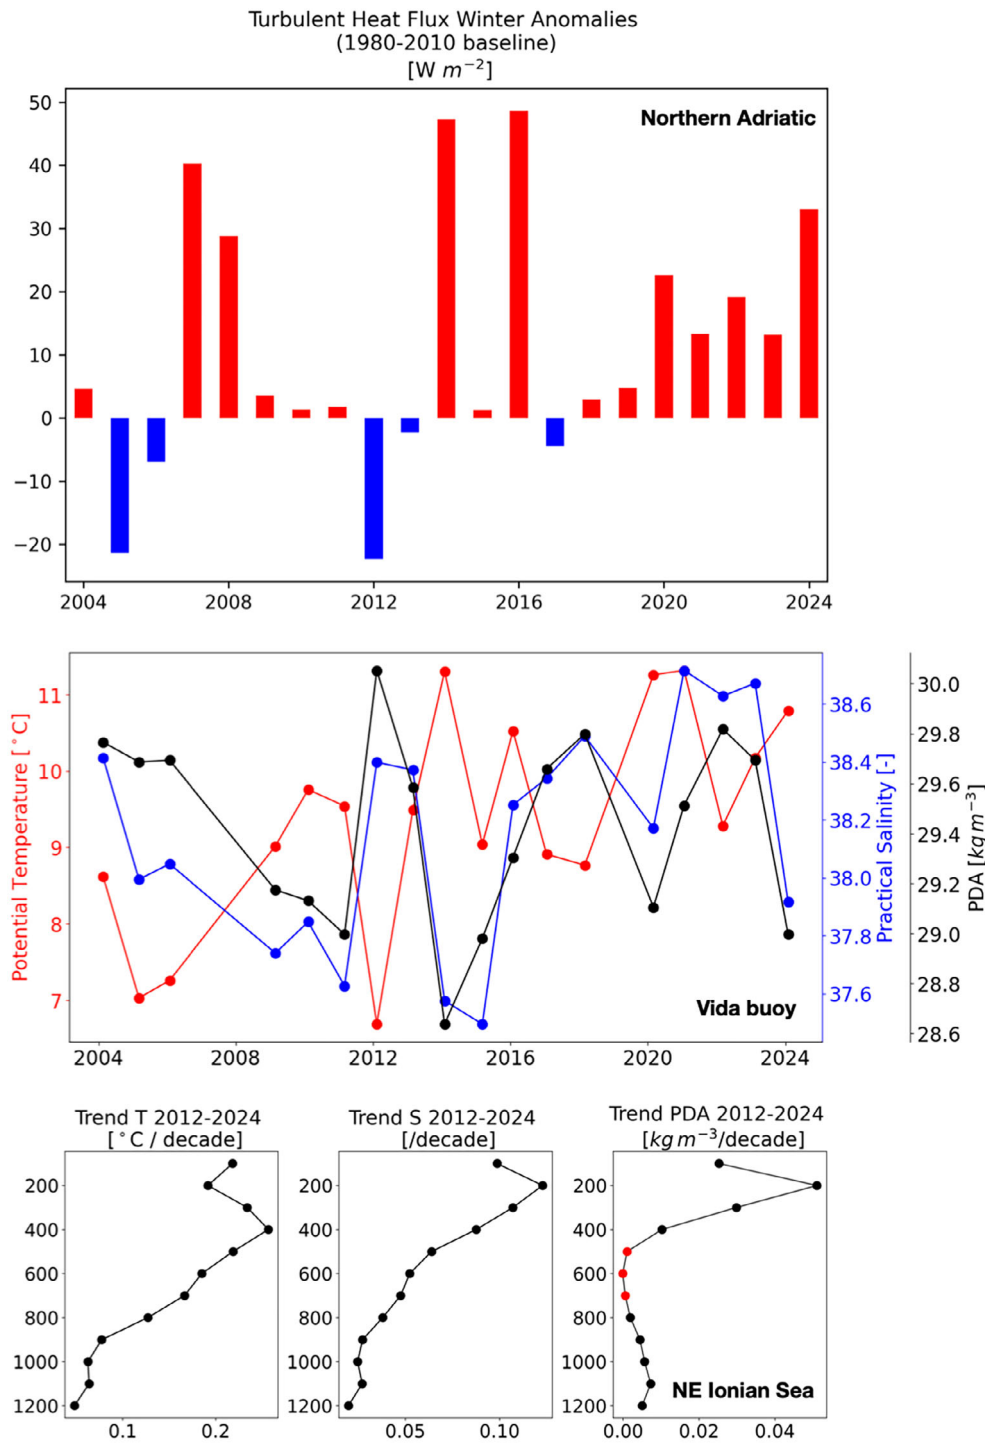 Turbulent Heat Flux Winter Anomalies
(1980-2010 baseline)
[W m⁻²]
Northern Adriatic
50
40
30
20
10
0
−10
−20
2004 2008 2012 2016 2020 2024
Potential Temperature [°C]
11
10
9
8
7
Practical Salinity [-]
38.6
38.4
38.2
38.0
37.8
37.6
PDA [kg m⁻³]
30.0
29.8
29.6
29.4
29.2
29.0
28.8
28.6
Vida buoy
2004 2008 2012 2016 2020 2024
Trend T 2012-2024
[°C / decade]
200
400
600
800
1000
1200
0.1 0.2
Trend S 2012-2024
[/decade]
200
400
600
800
1000
1200
0.05 0.10
Trend PDA 2012-2024
[kg m⁻³/decade]
200
400
600
800
1000
1200
NE Ionian Sea
0.00 0.02 0.04